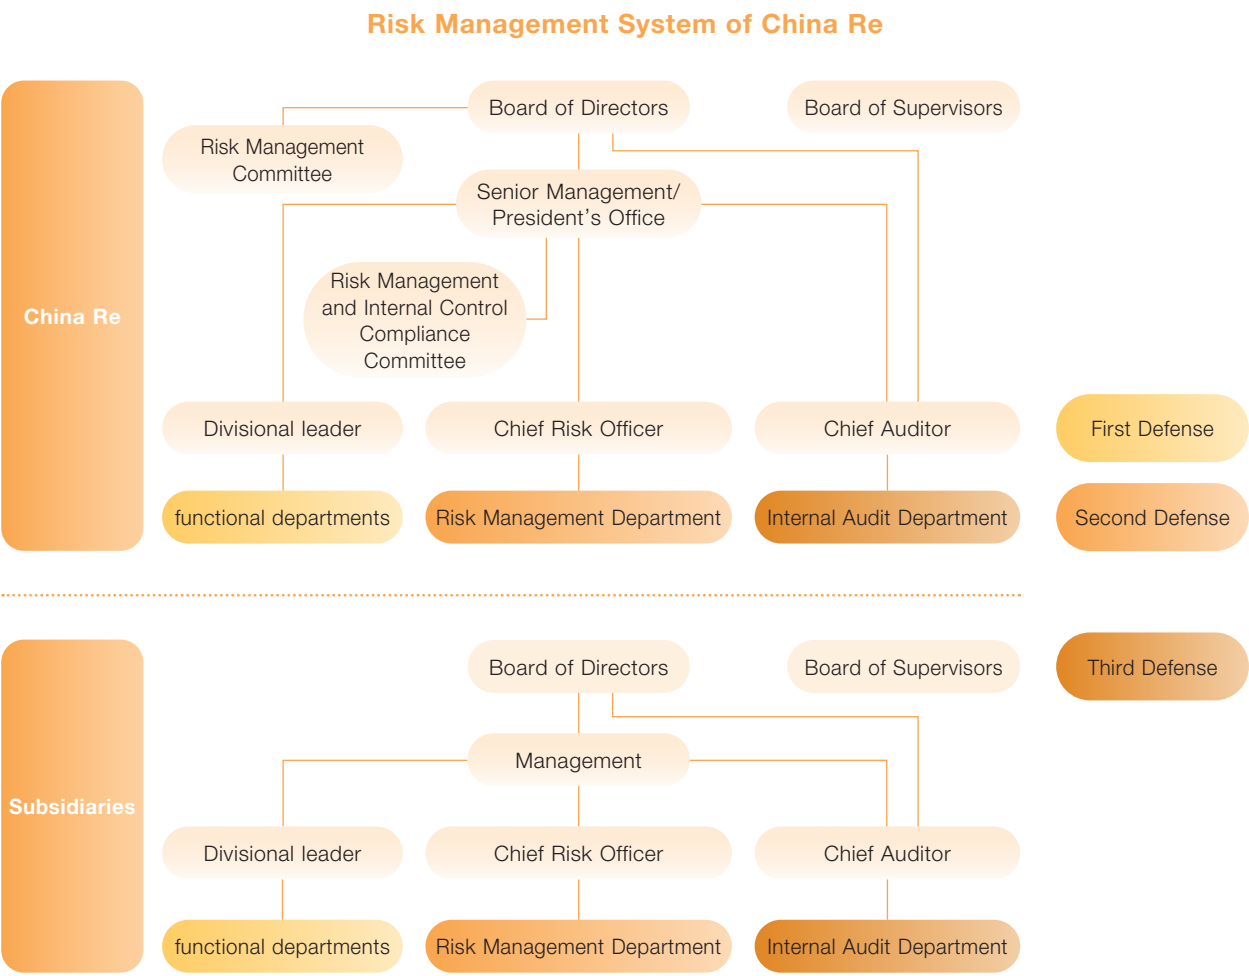 Risk Management System of China Re
Board of Directors
Board of Supervisors
Risk Management
Committee
Senior Management/
President’s Office
Risk Management
and Internal Control
Compliance
Committee
China Re
Divisional leader
Chief Risk Officer
Chief Auditor
First Defense
functional departments
Risk Management Department
Internal Audit Department
Second Defense
Board of Directors
Board of Supervisors
Third Defense
Management
Subsidiaries
Divisional leader
Chief Risk Officer
Chief Auditor
functional departments
Risk Management Department
Internal Audit Department